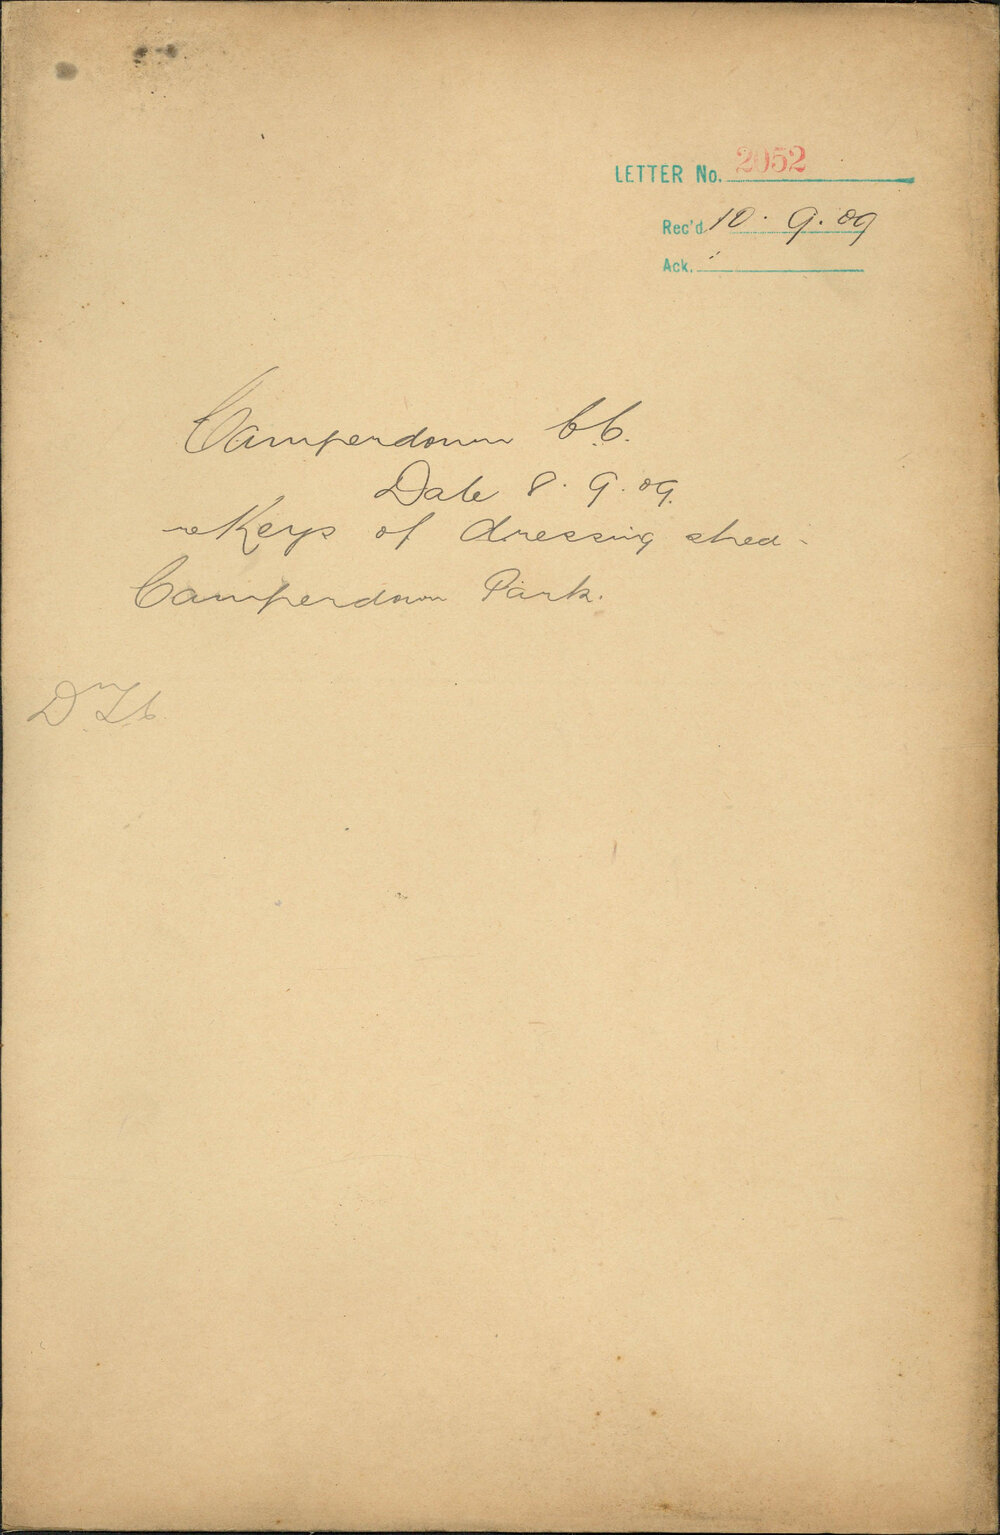 LETTER No. 2052
Rec'd 10. 9. 09
Ack.
Camperdown C.C.
Date 8. 9. 09.
re Keys of dressing shed -
Camperdown Park.